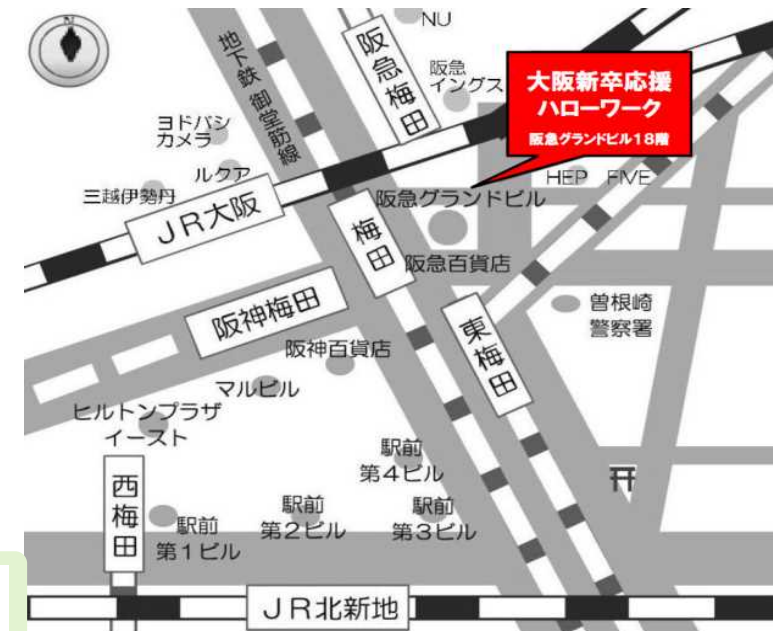 N
NU
地下鉄 御堂筋線
阪急梅田
阪急
イングス
大阪新卒応援
ハローワーク
阪急グランドビル18階
ヨドバシ
カメラ
ルクア
三越伊勢丹
JR大阪
HEP FIVE
阪急グランドビル
梅田
阪急百貨店
阪神梅田
東梅田
曽根崎
警察署
阪神百貨店
マルビル
ヒルトンプラザ
イースト
駅前
第4ビル
西梅田
駅前
第1ビル
駅前
第2ビル
駅前
第3ビル
JR北新地